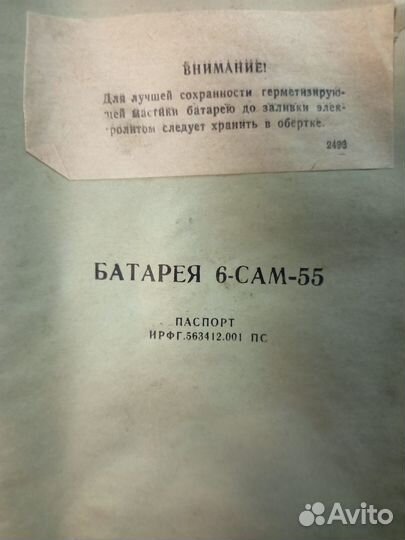 ВНИМАНИЕ!
Для лучшей сохранности герметизирую-
щей мастики батарею до заливки элек-
тролитом следует хранить в обёртке.
2493
БАТАРЕЯ 6-САМ-55
ПАСПОРТ
ИРФГ.563412.001 ПС
Avito